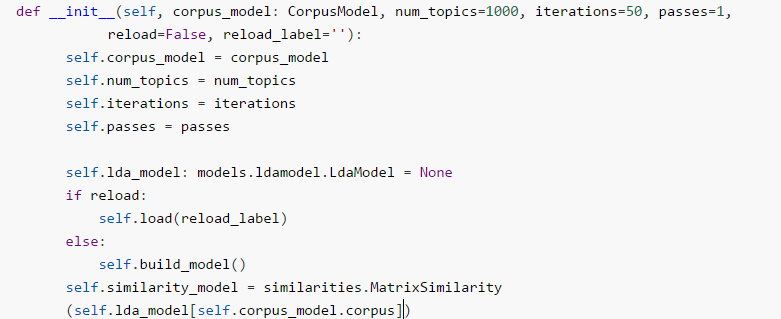 def __init__(self, corpus_model: CorpusModel, num_topics=1000, iterations=50, passes=1,
reload=False, reload_label=''):
self.corpus_model = corpus_model
self.num_topics = num_topics
self.iterations = iterations
self.passes = passes
self.lda_model: models.ldamodel.LdaModel = None
if reload:
self.load(reload_label)
else:
self.build_model()
self.similarity_model = similarities.MatrixSimilarity
(self.lda_model[self.corpus_model.corpus])